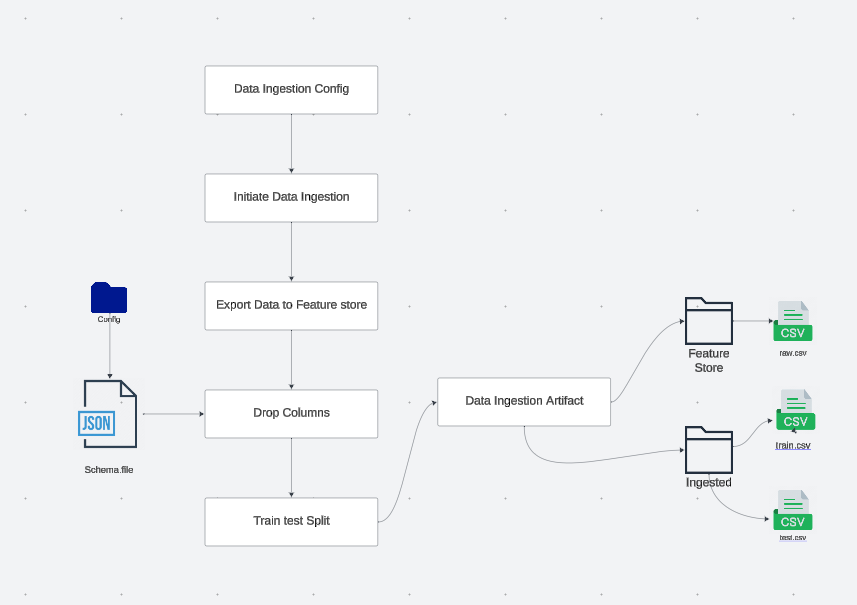 Data Ingestion Config
Initiate Data Ingestion
Export Data to Feature store
Config
JSON
Schema.file
Drop Columns
Train test Split
Data Ingestion Artifact
Feature
Store
CSV
raw.csv
Ingested
CSV
train.csv
CSV
test.csv